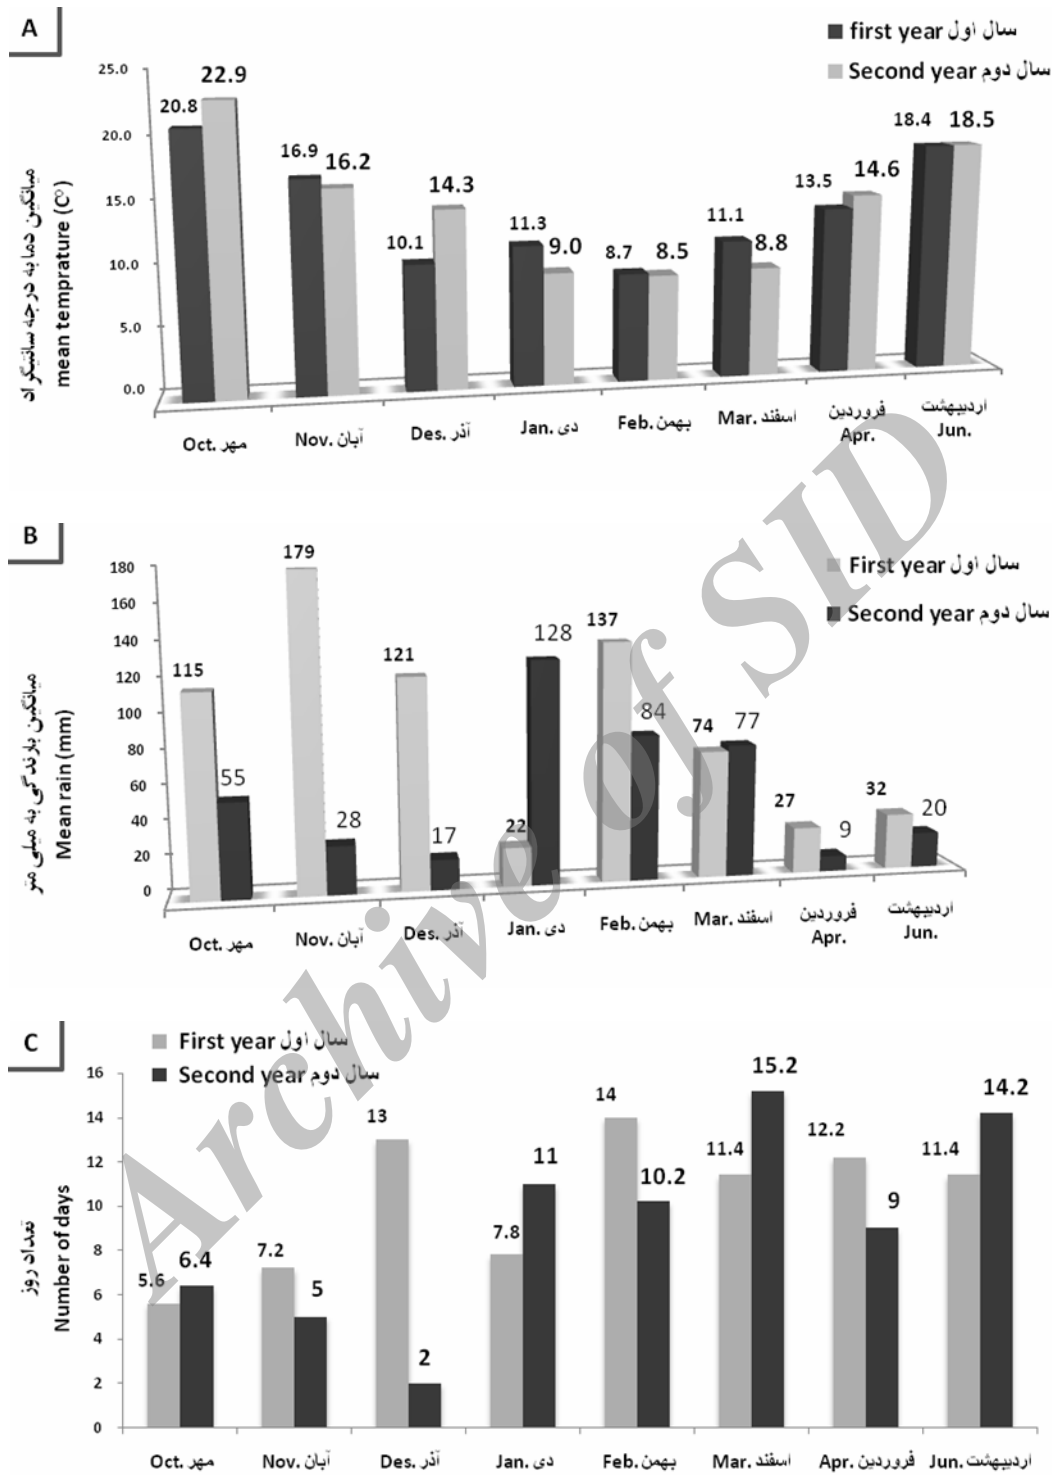 A
first year سال اول
Second year سال دوم
میانگین دما به درجه سانتیگراد
mean temprature (C°)
25.0
20.0
15.0
10.0
5.0
0.0
20.8 22.9
16.9 16.2
10.1 14.3
11.3 9.0
8.7 8.5
11.1 8.8
13.5 14.6
18.4 18.5
Oct. مهر
Nov. آبان
Des. آذر
Jan. دی
Feb. بهمن
Mar. اسفند
فروردین
Apr.
اردیبهشت
Jun.
B
First year سال اول
Second year سال دوم
میانگین بارندگی به میلی متر
Mean rain (mm)
180
160
140
120
100
80
60
40
20
0
115 55
179 28
121 17
22 128
137 84
74 77
27 9
32 20
Oct. مهر
Nov. آبان
Des. آذر
Jan. دی
Feb. بهمن
Mar. اسفند
فروردین
Apr.
اردیبهشت
Jun.
C
First year سال اول
Second year سال دوم
تعداد روز
Number of days
16
14
12
10
8
6
4
2
0
5.6 6.4
7.2 5
13 2
7.8 11
14 10.2
11.4 15.2
12.2 9
11.4 14.2
Oct. مهر
Nov. آبان
Des. آذر
Jan. دی
Feb. بهمن
Mar. اسفند
Apr. فروردین
Jun. اردیبهشت
Archive of SID